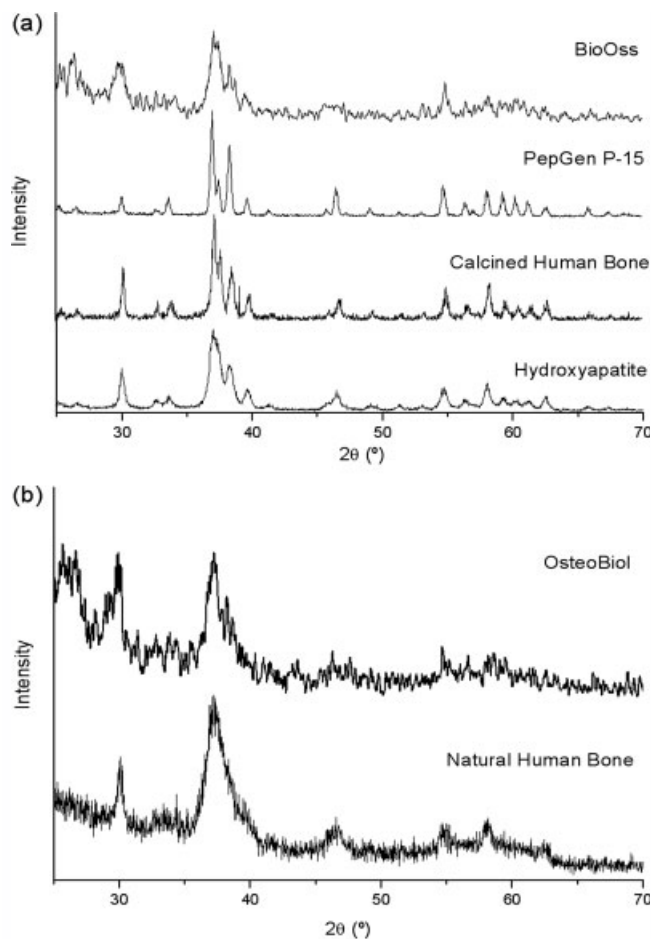 (a)
BioOss
PepGen P-15
Calcined Human Bone
Hydroxyapatite
Intensity
30 40 50 60 70
2θ (º)
(b)
OsteoBiol
Natural Human Bone
Intensity
30 40 50 60 70
2θ (º)